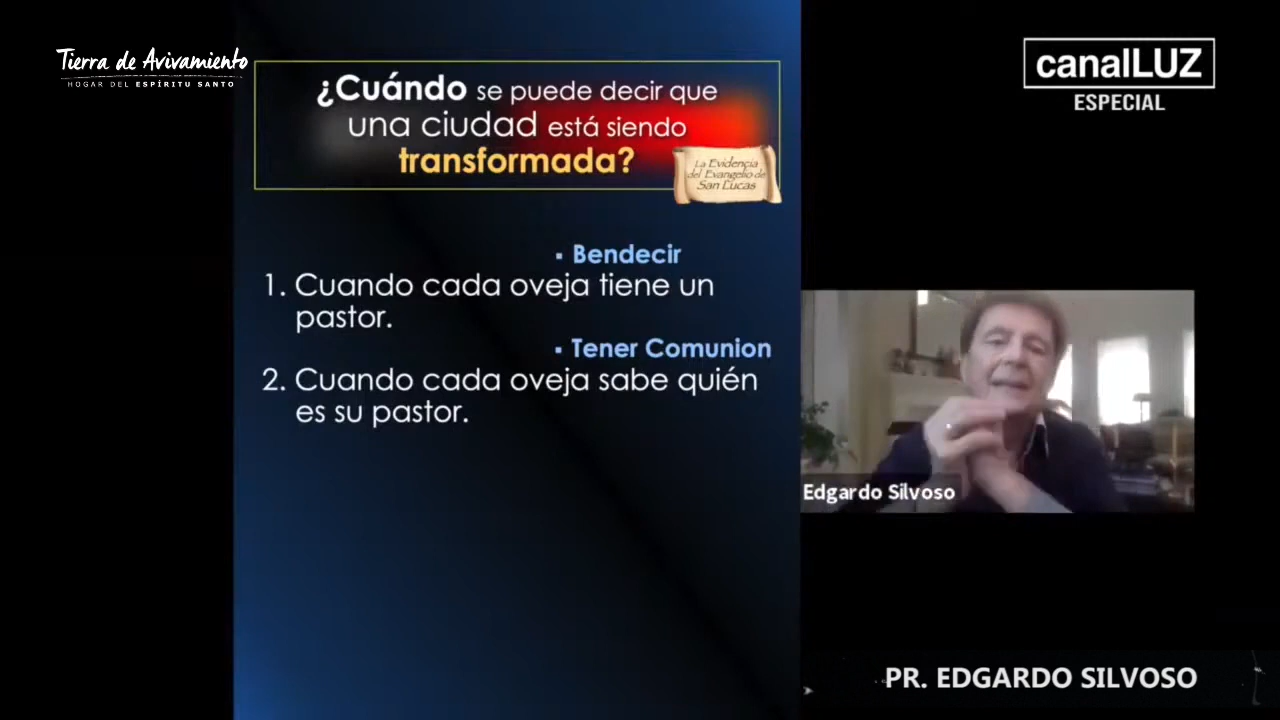 Tierra de Avivamiento
HOGAR DEL ESPÍRITU SANTO
¿Cuándo se puede decir que
una ciudad está siendo
transformada?
La Evidencia
del Evangelio de
San Lucas
▪ Bendecir
1. Cuando cada oveja tiene un
pastor.
▪ Tener Comunion
2. Cuando cada oveja sabe quién
es su pastor.
canalLUZ
ESPECIAL
Edgardo Silvoso
PR. EDGARDO SILVOSO